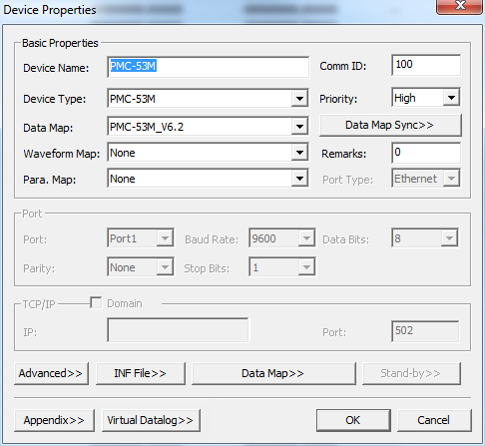 Device Properties
Basic Properties
Device Name: PMC-53M Comm ID: 100
Device Type: PMC-53M Priority: High
Data Map: PMC-53M_V6.2 Data Map Sync>>
Waveform Map: None Remarks: 0
Para. Map: None Port Type: Ethernet
Port
Port: Port1 Baud Rate: 9600 Data Bits: 8
Parity: None Stop Bits: 1
TCP/IP Domain
IP: Port: 502
Advanced>> INF File>> Data Map>> Stand-by>>
Appendix>> Virtual Datalog>> OK Cancel